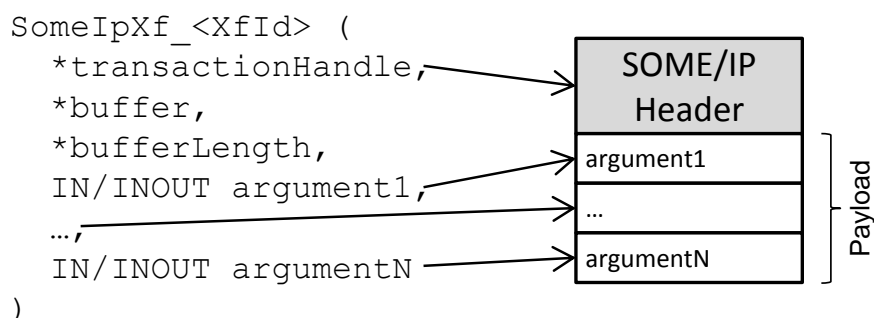 SomeIpXf_<XfId> (
*transactionHandle,
*buffer,
*bufferLength,
IN/INOUT argument1,
…,
IN/INOUT argumentN
)
SOME/IP
Header
argument1
...
argumentN
Payload